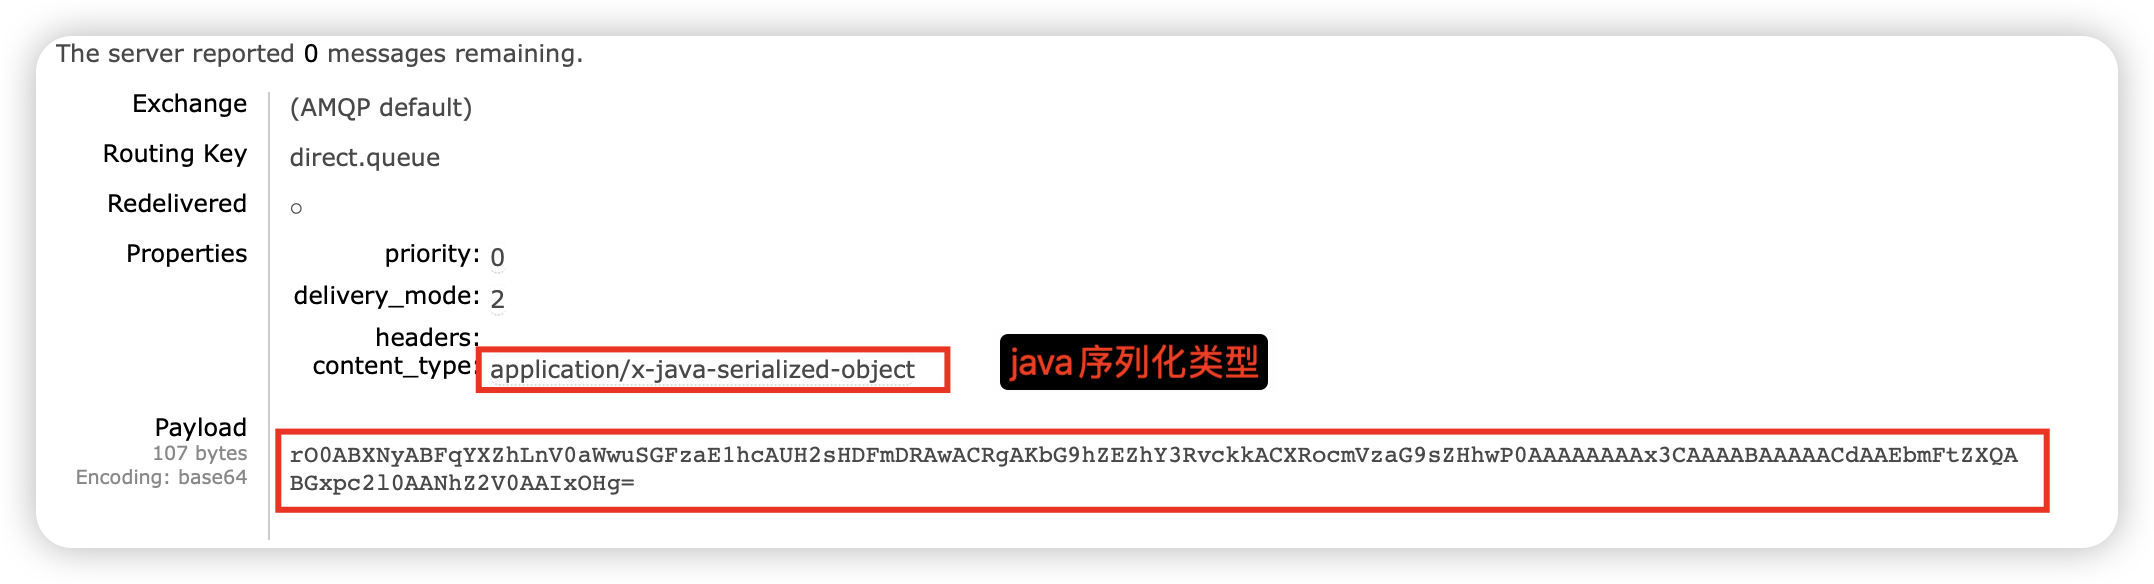 The server reported 0 messages remaining.
Exchange (AMQP default)
Routing Key direct.queue
Redelivered ○
Properties priority: 0
delivery_mode: 2
headers:
content_type: application/x-java-serialized-object
java序列化类型
Payload
107 bytes
Encoding: base64
rO0ABXNyABFqYXZhLnV0aWwuSGFzaE1hcAUH2sHDFmDRAwACRgAKbG9hZEZhY3RvckkACXRocmVzaG9sZHhwP0AAAAAAAAx3CAAAABAAAAACdAAEbmFtZXQA
BGxpc2l0AANhZ2V0AAIxOHg=